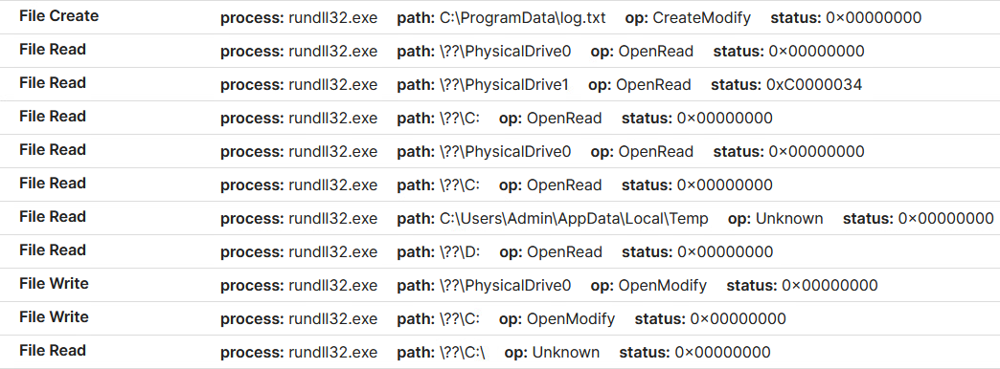 File Create process: rundll32.exe path: C:\ProgramData\log.txt op: CreateModify status: 0×00000000
File Read process: rundll32.exe path: \??\PhysicalDrive0 op: OpenRead status: 0×00000000
File Read process: rundll32.exe path: \??\PhysicalDrive1 op: OpenRead status: 0xC0000034
File Read process: rundll32.exe path: \??\C: op: OpenRead status: 0×00000000
File Read process: rundll32.exe path: \??\PhysicalDrive0 op: OpenRead status: 0×00000000
File Read process: rundll32.exe path: \??\C: op: OpenRead status: 0×00000000
File Read process: rundll32.exe path: C:\Users\Admin\AppData\Local\Temp op: Unknown status: 0×00000000
File Read process: rundll32.exe path: \??\D: op: OpenRead status: 0×00000000
File Write process: rundll32.exe path: \??\PhysicalDrive0 op: OpenModify status: 0×00000000
File Write process: rundll32.exe path: \??\C: op: OpenModify status: 0×00000000
File Read process: rundll32.exe path: \??\C:\ op: Unknown status: 0×00000000